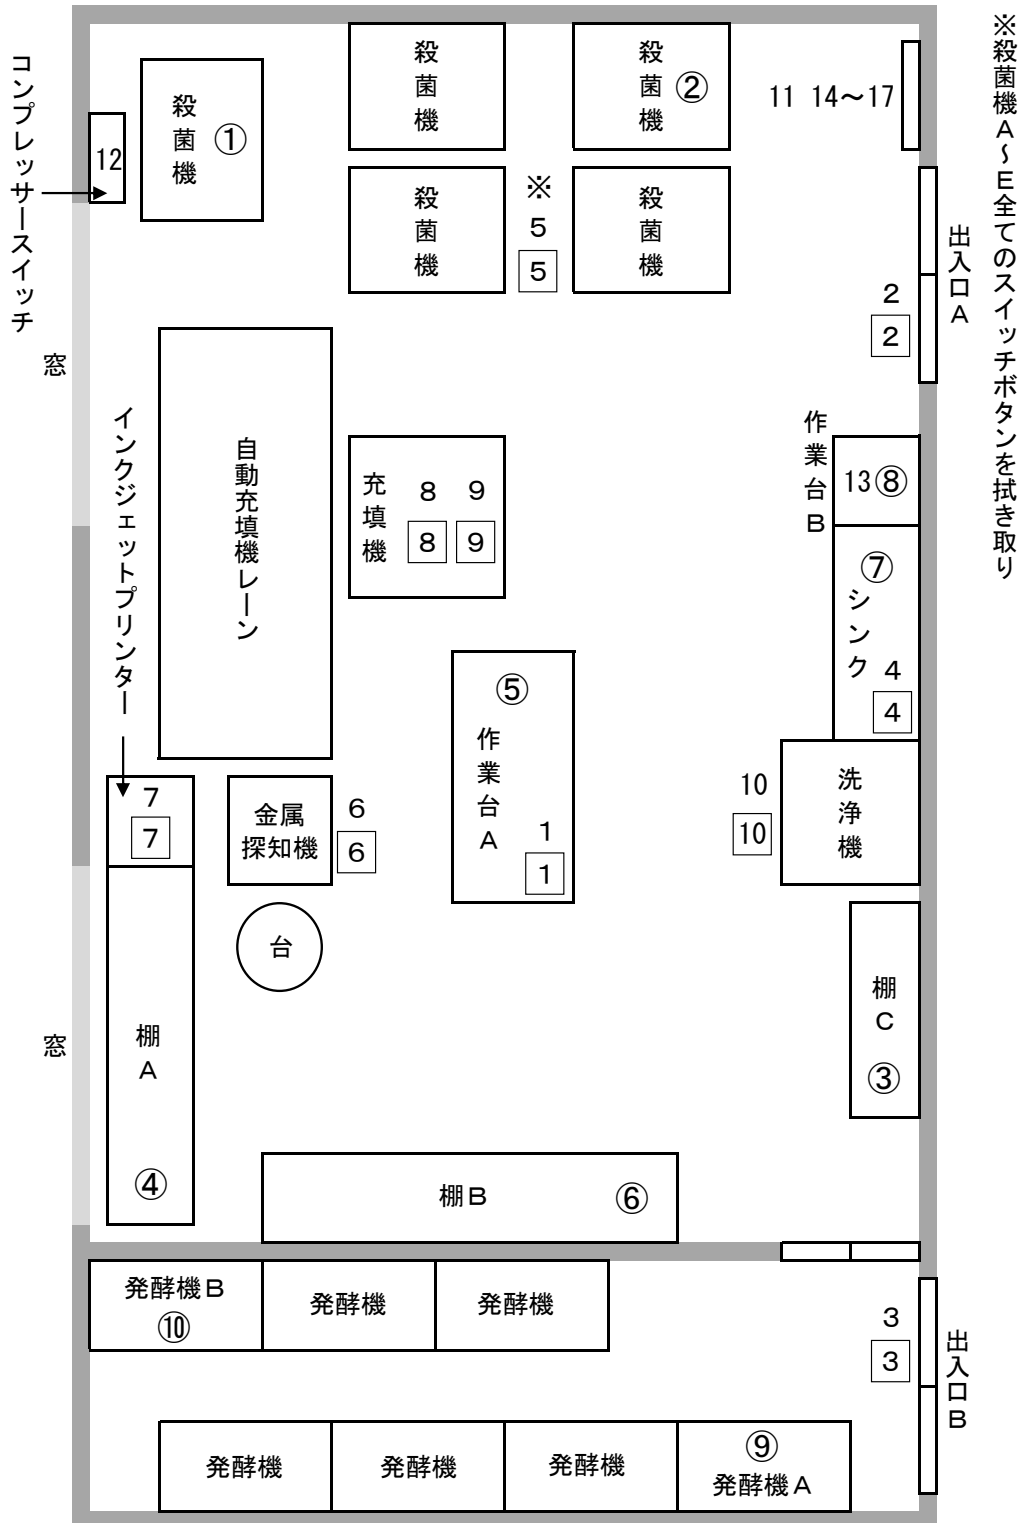 ※殺菌機A～E全てのスイッチボタンを拭き取り
コンプレッサースイッチ
12
殺菌機
①
殺菌機
殺菌機
②
11 14～17
殺菌機
※
5
5
殺菌機
出入口A
2
2
窓
インクジェットプリンター
自動充填機レーン
充填機
8 9
8 9
作業台B
13⑧
⑦
シンク
4
4
⑤
作業台A
1
1
7
7
金属
探知機
6
6
10
10
洗浄機
台
棚A
④
窓
棚C
③
棚B
⑥
発酵機B
⑩
発酵機
発酵機
3
3
出入口B
発酵機
発酵機
発酵機
⑨
発酵機A